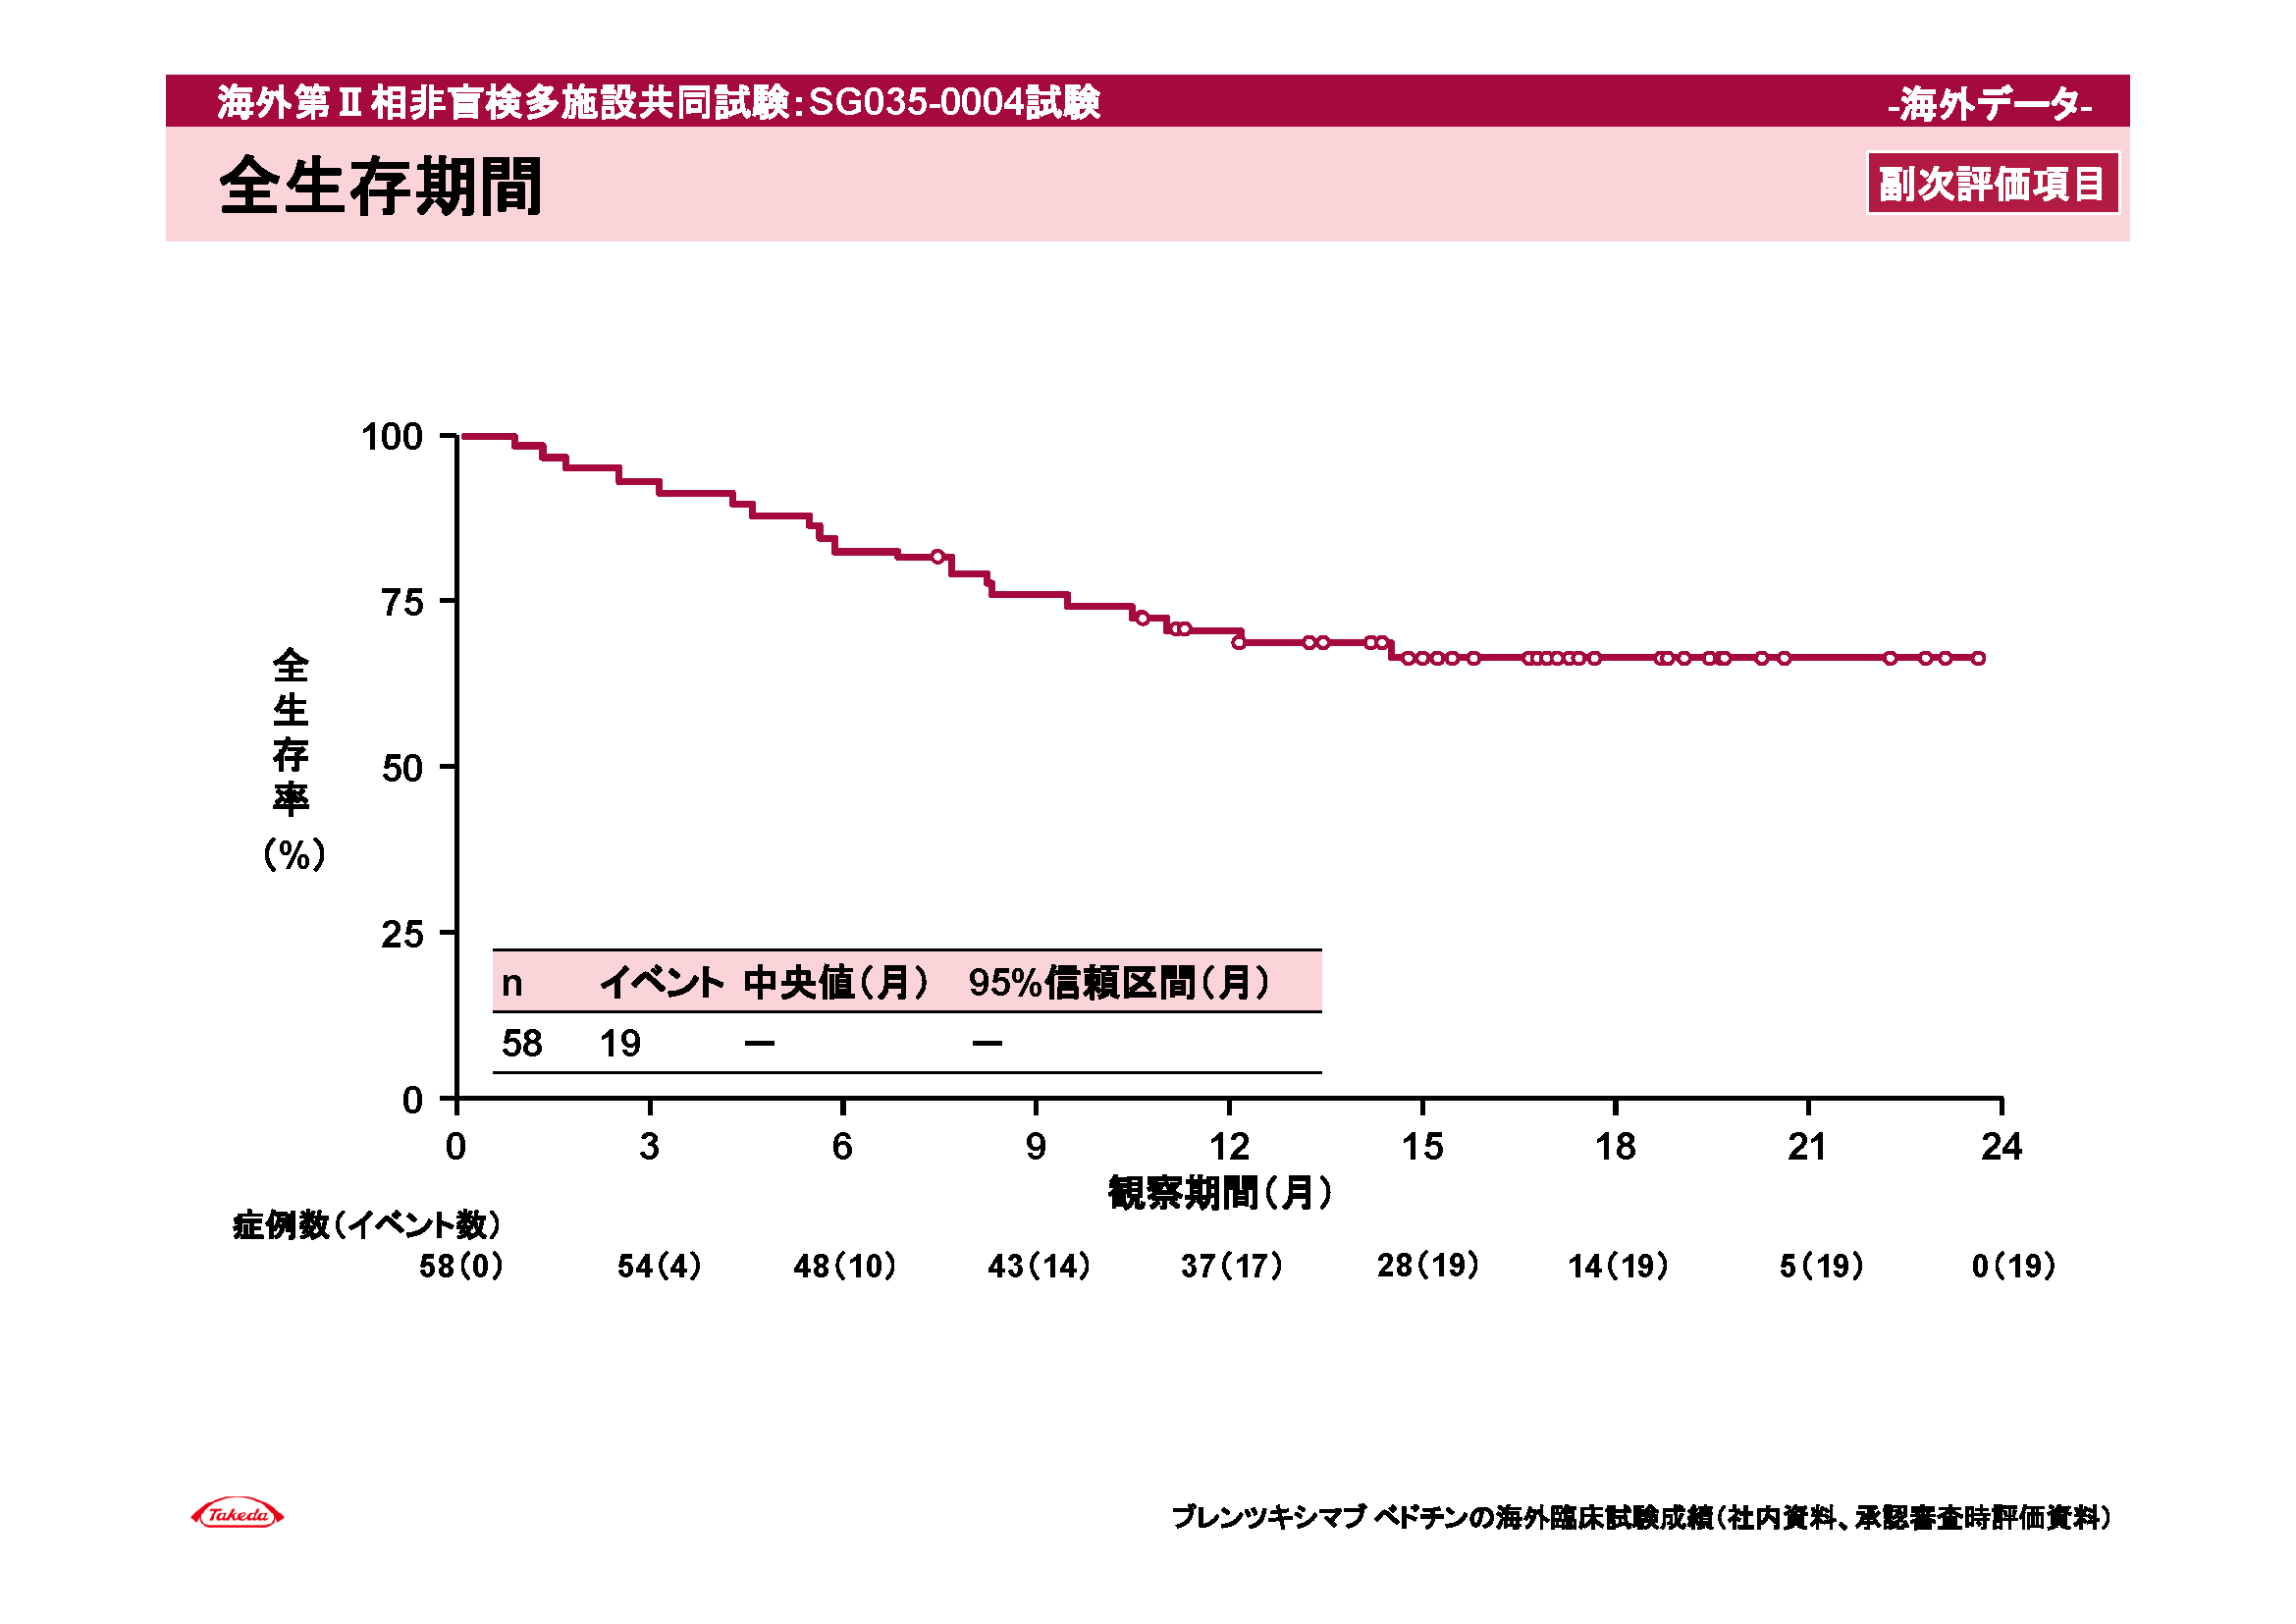 海外第Ⅱ相非盲検多施設共同試験：SG035-0004試験
-海外データ-
全生存期間
副次評価項目
100
75
50
25
0
全生存率（%）
n イベント 中央値（月） 95%信頼区間（月）
58 19 － －
0 3 6 9 12 15 18 21 24
観察期間（月）
症例数（イベント数）
58（0） 54（4） 48（10） 43（14） 37（17） 28（19） 14（19） 5（19） 0（19）
Takeda
ブレンツキシマブ ベドチンの海外臨床試験成績（社内資料、承認審査時評価資料）